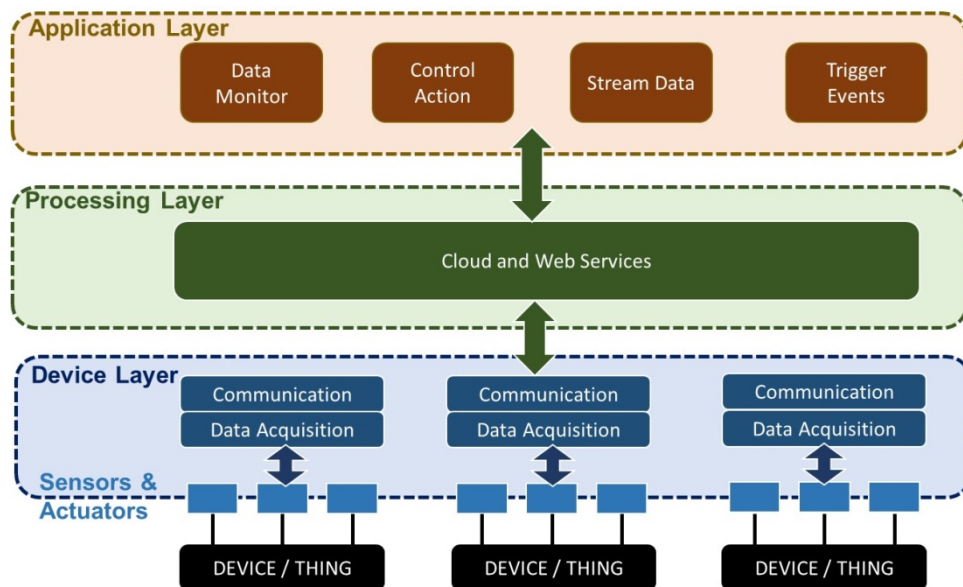 Application Layer
Data
Monitor
Control
Action
Stream Data
Trigger
Events
Processing Layer
Cloud and Web Services
Device Layer
Communication
Data Acquisition
Communication
Data Acquisition
Communication
Data Acquisition
Sensors &
Actuators
DEVICE / THING
DEVICE / THING
DEVICE / THING